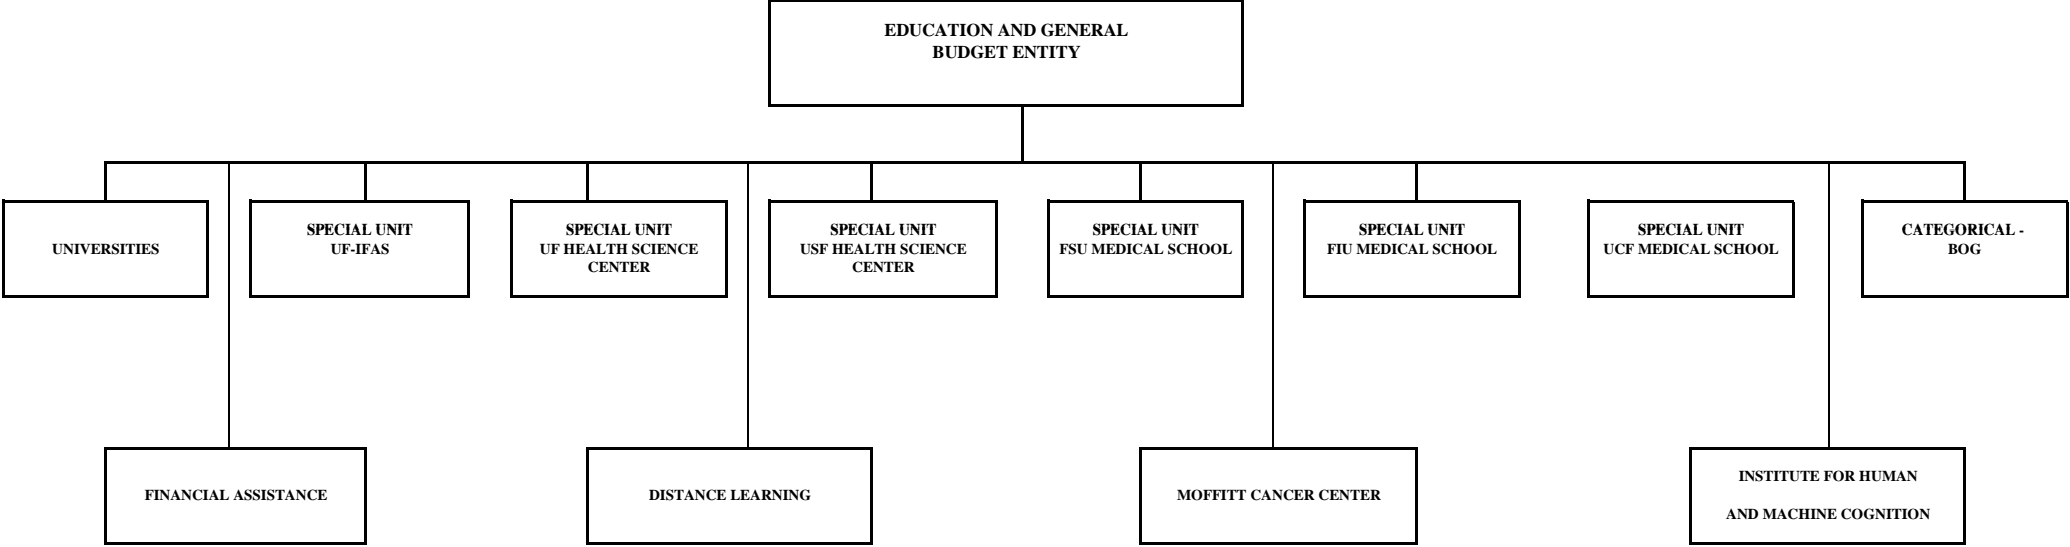 EDUCATION AND GENERAL
BUDGET ENTITY
UNIVERSITIES
SPECIAL UNIT
UF-IFAS
SPECIAL UNIT
UF HEALTH SCIENCE
CENTER
SPECIAL UNIT
USF HEALTH SCIENCE
CENTER
SPECIAL UNIT
FSU MEDICAL SCHOOL
SPECIAL UNIT
FIU MEDICAL SCHOOL
SPECIAL UNIT
UCF MEDICAL SCHOOL
CATEGORICAL -
BOG
FINANCIAL ASSISTANCE
DISTANCE LEARNING
MOFFITT CANCER CENTER
INSTITUTE FOR HUMAN
AND MACHINE COGNITION